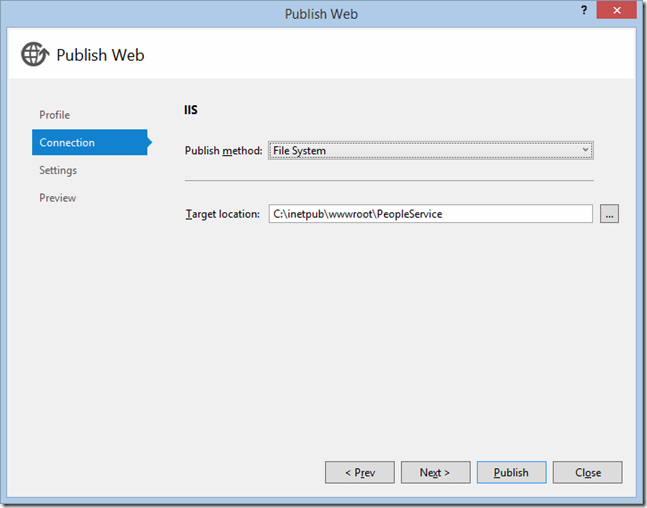 Publish Web
?
Publish Web
Profile
Connection
Settings
Preview
IIS
Publish method: File System
Target location: C:\inetpub\wwwroot\PeopleService ...
< Prev Next > Publish Close